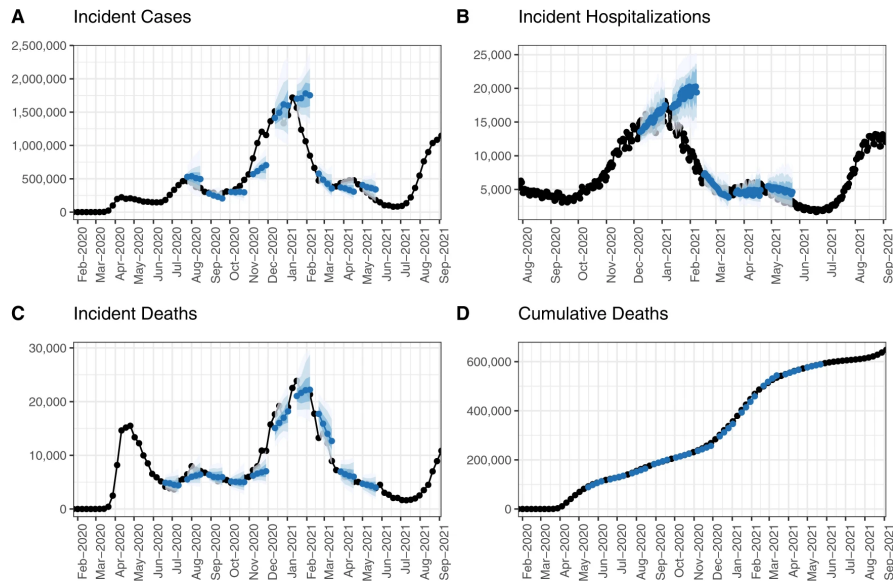 A Incident Cases
2,500,000
2,000,000
1,500,000
1,000,000
500,000
0
Feb−2020
Mar−2020
Apr−2020
May−2020
Jun−2020
Jul−2020
Aug−2020
Sep−2020
Oct−2020
Nov−2020
Dec−2020
Jan−2021
Feb−2021
Mar−2021
Apr−2021
May−2021
Jun−2021
Jul−2021
Aug−2021
Sep−2021
B Incident Hospitalizations
25,000
20,000
15,000
10,000
5,000
Aug−2020
Sep−2020
Oct−2020
Nov−2020
Dec−2020
Jan−2021
Feb−2021
Mar−2021
Apr−2021
May−2021
Jun−2021
Jul−2021
Aug−2021
Sep−2021
C Incident Deaths
30,000
20,000
10,000
0
Feb−2020
Mar−2020
Apr−2020
May−2020
Jun−2020
Jul−2020
Aug−2020
Sep−2020
Oct−2020
Nov−2020
Dec−2020
Jan−2021
Feb−2021
Mar−2021
Apr−2021
May−2021
Jun−2021
Jul−2021
Aug−2021
Sep−2021
D Cumulative Deaths
600,000
400,000
200,000
0
Feb−2020
Mar−2020
Apr−2020
May−2020
Jun−2020
Jul−2020
Aug−2020
Sep−2020
Oct−2020
Nov−2020
Dec−2020
Jan−2021
Feb−2021
Mar−2021
Apr−2021
May−2021
Jun−2021
Jul−2021
Aug−2021
Sep−2021